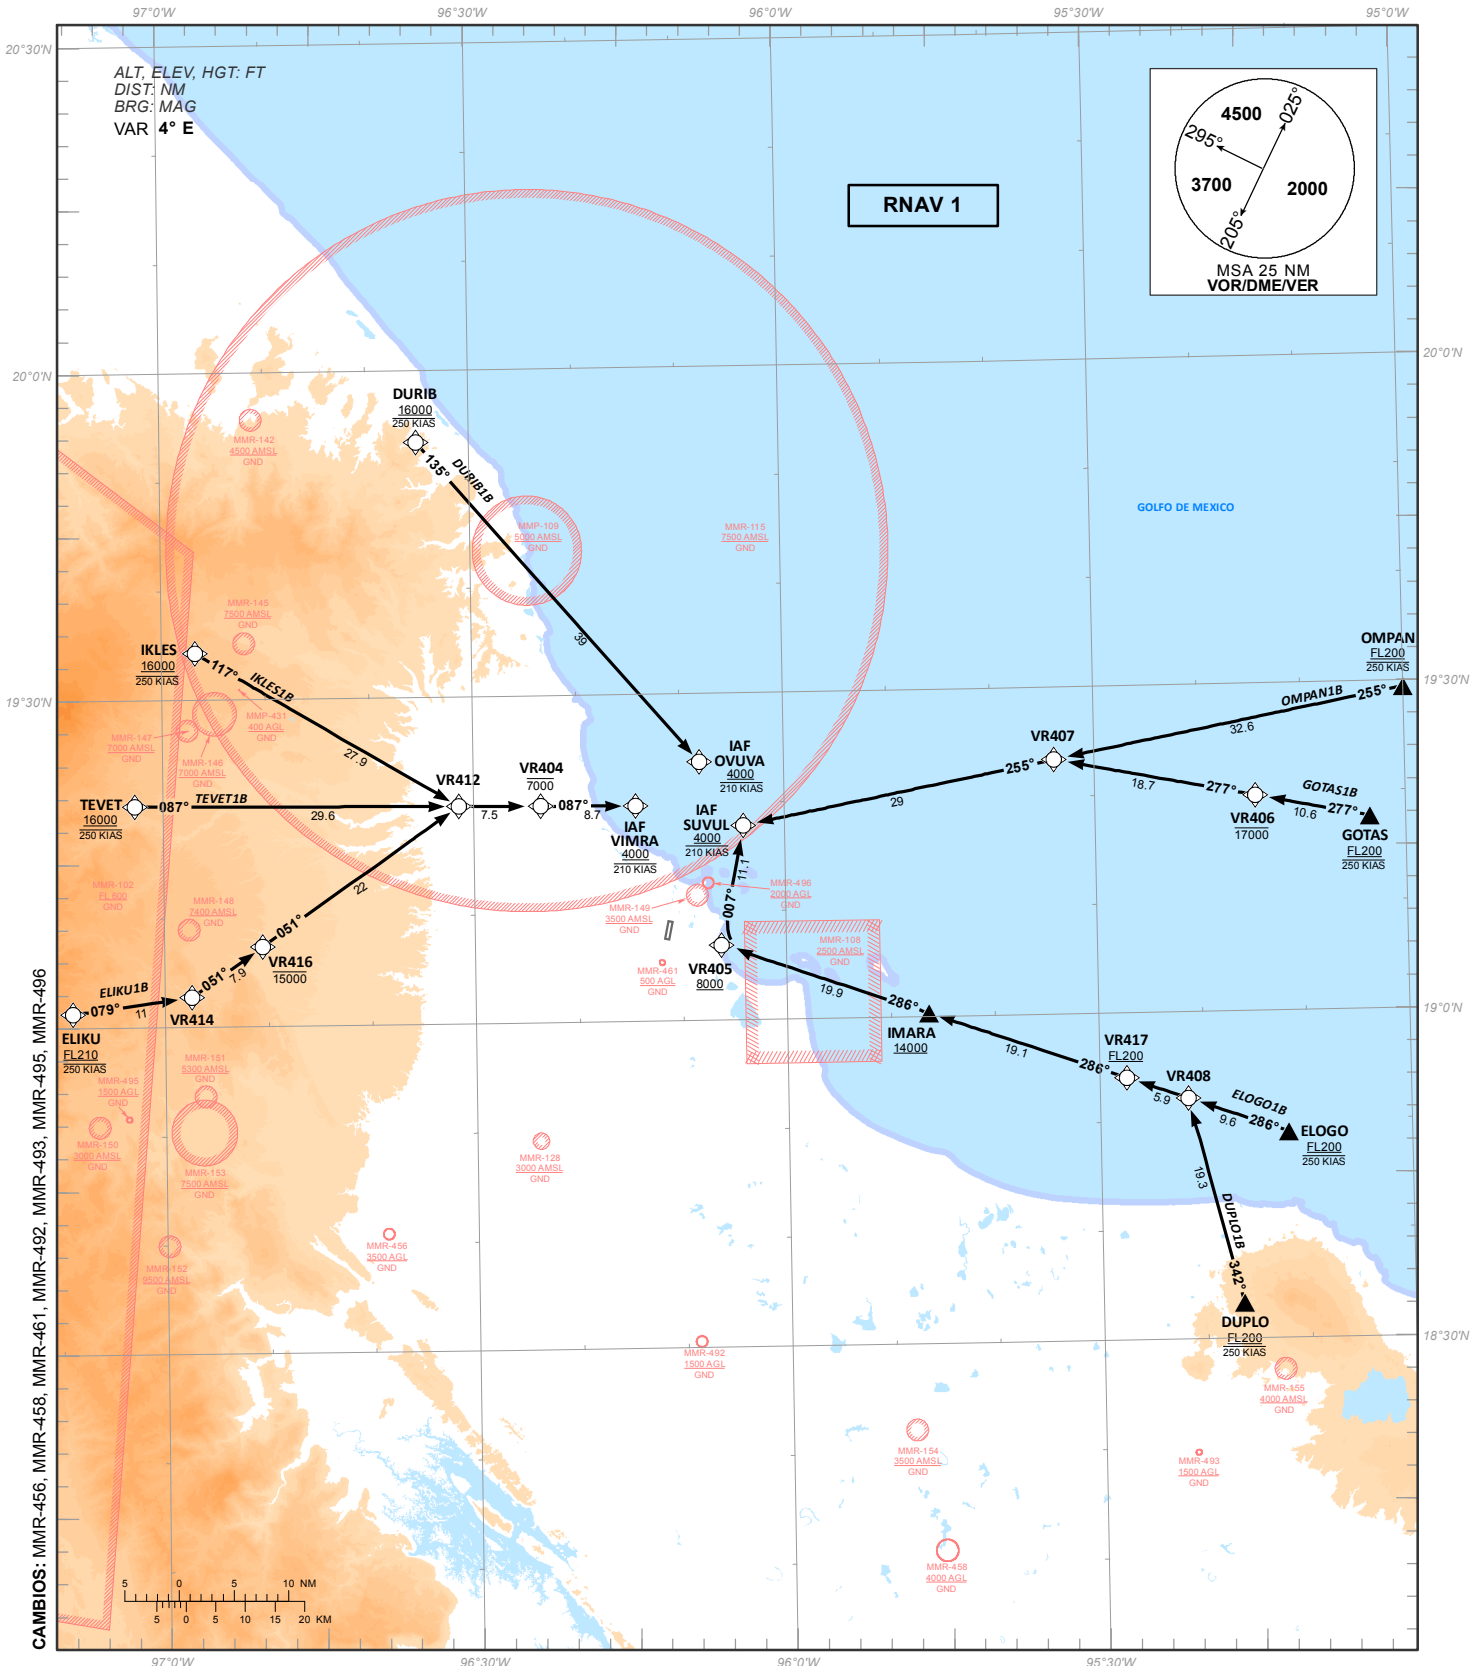 97°0'W
96°30'W
96°0'W
95°30'W
95°0'W
20°30'N
ALT, ELEV, HGT: FT
DIST: NM
BRG: MAG
VAR 4° E
4500
025°
295°
3700
2000
205°
MSA 25 NM
VOR/DME/VER
RNAV 1
20°0'N
20°0'N
DURIB
16000
250 KIAS
135°
DURIB1B
39
MMR-142
4500 AMSL
GND
MMP-109
5000 AMSL
GND
MMR-115
7500 AMSL
GND
GOLFO DE MEXICO
MMR-145
7500 AMSL
GND
IKLES
16000
250 KIAS
117°
IKLES1B
27.9
OMPAN
FL200
250 KIAS
255°
OMPAN1B
32.6
19°30'N
19°30'N
MMP-431
400 AGL
GND
MMR-147
7000 AMSL
GND
MMR-146
7000 AMSL
GND
VR407
255°
29
IAF
OVUVA
4000
210 KIAS
VR412
VR404
7000
TEVET
16000
250 KIAS
087°
TEVET1B
29.6
7.5
087°
8.7
IAF
VIMRA
4000
210 KIAS
IAF
SUVUL
4000
210 KIAS
18.7
277°
VR406
17000
GOTAS1B
10.6
277°
GOTAS
FL200
250 KIAS
11.1
007°
MMR-102
FL 600
GND
MMR-148
7400 AMSL
GND
22
051°
VR416
15000
MMR-149
3500 AMSL
GND
MMR-496
2000 AGL
GND
MMR-108
2500 AMSL
GND
MMR-461
500 AGL
GND
VR405
8000
19.9
286°
IMARA
14000
ELIKU1B
079°
11
051°
7.9
VR414
ELIKU
FL210
250 KIAS
19°0'N
19.1
286°
VR417
FL200
VR408
5.9
ELOGO1B
9.6
286°
ELOGO
FL200
250 KIAS
MMR-151
5300 AMSL
GND
MMR-495
1500 AGL
GND
MMR-150
3000 AMSL
GND
MMR-153
7500 AMSL
GND
MMR-128
3000 AMSL
GND
19.3
DUPLO1B
342°
DUPLO
FL200
250 KIAS
MMR-456
3500 AGL
GND
MMR-152
9500 AMSL
GND
18°30'N
MMR-492
1500 AGL
GND
MMR-155
4000 AMSL
GND
MMR-154
3500 AMSL
GND
MMR-493
1500 AGL
GND
MMR-458
4000 AGL
GND
CAMBIOS: MMR-456, MMR-458, MMR-461, MMR-492, MMR-493, MMR-495, MMR-496
5 0 5 10 NM
5 0 5 10 15 20 KM
97°0'W
96°30'W
96°0'W
95°30'W